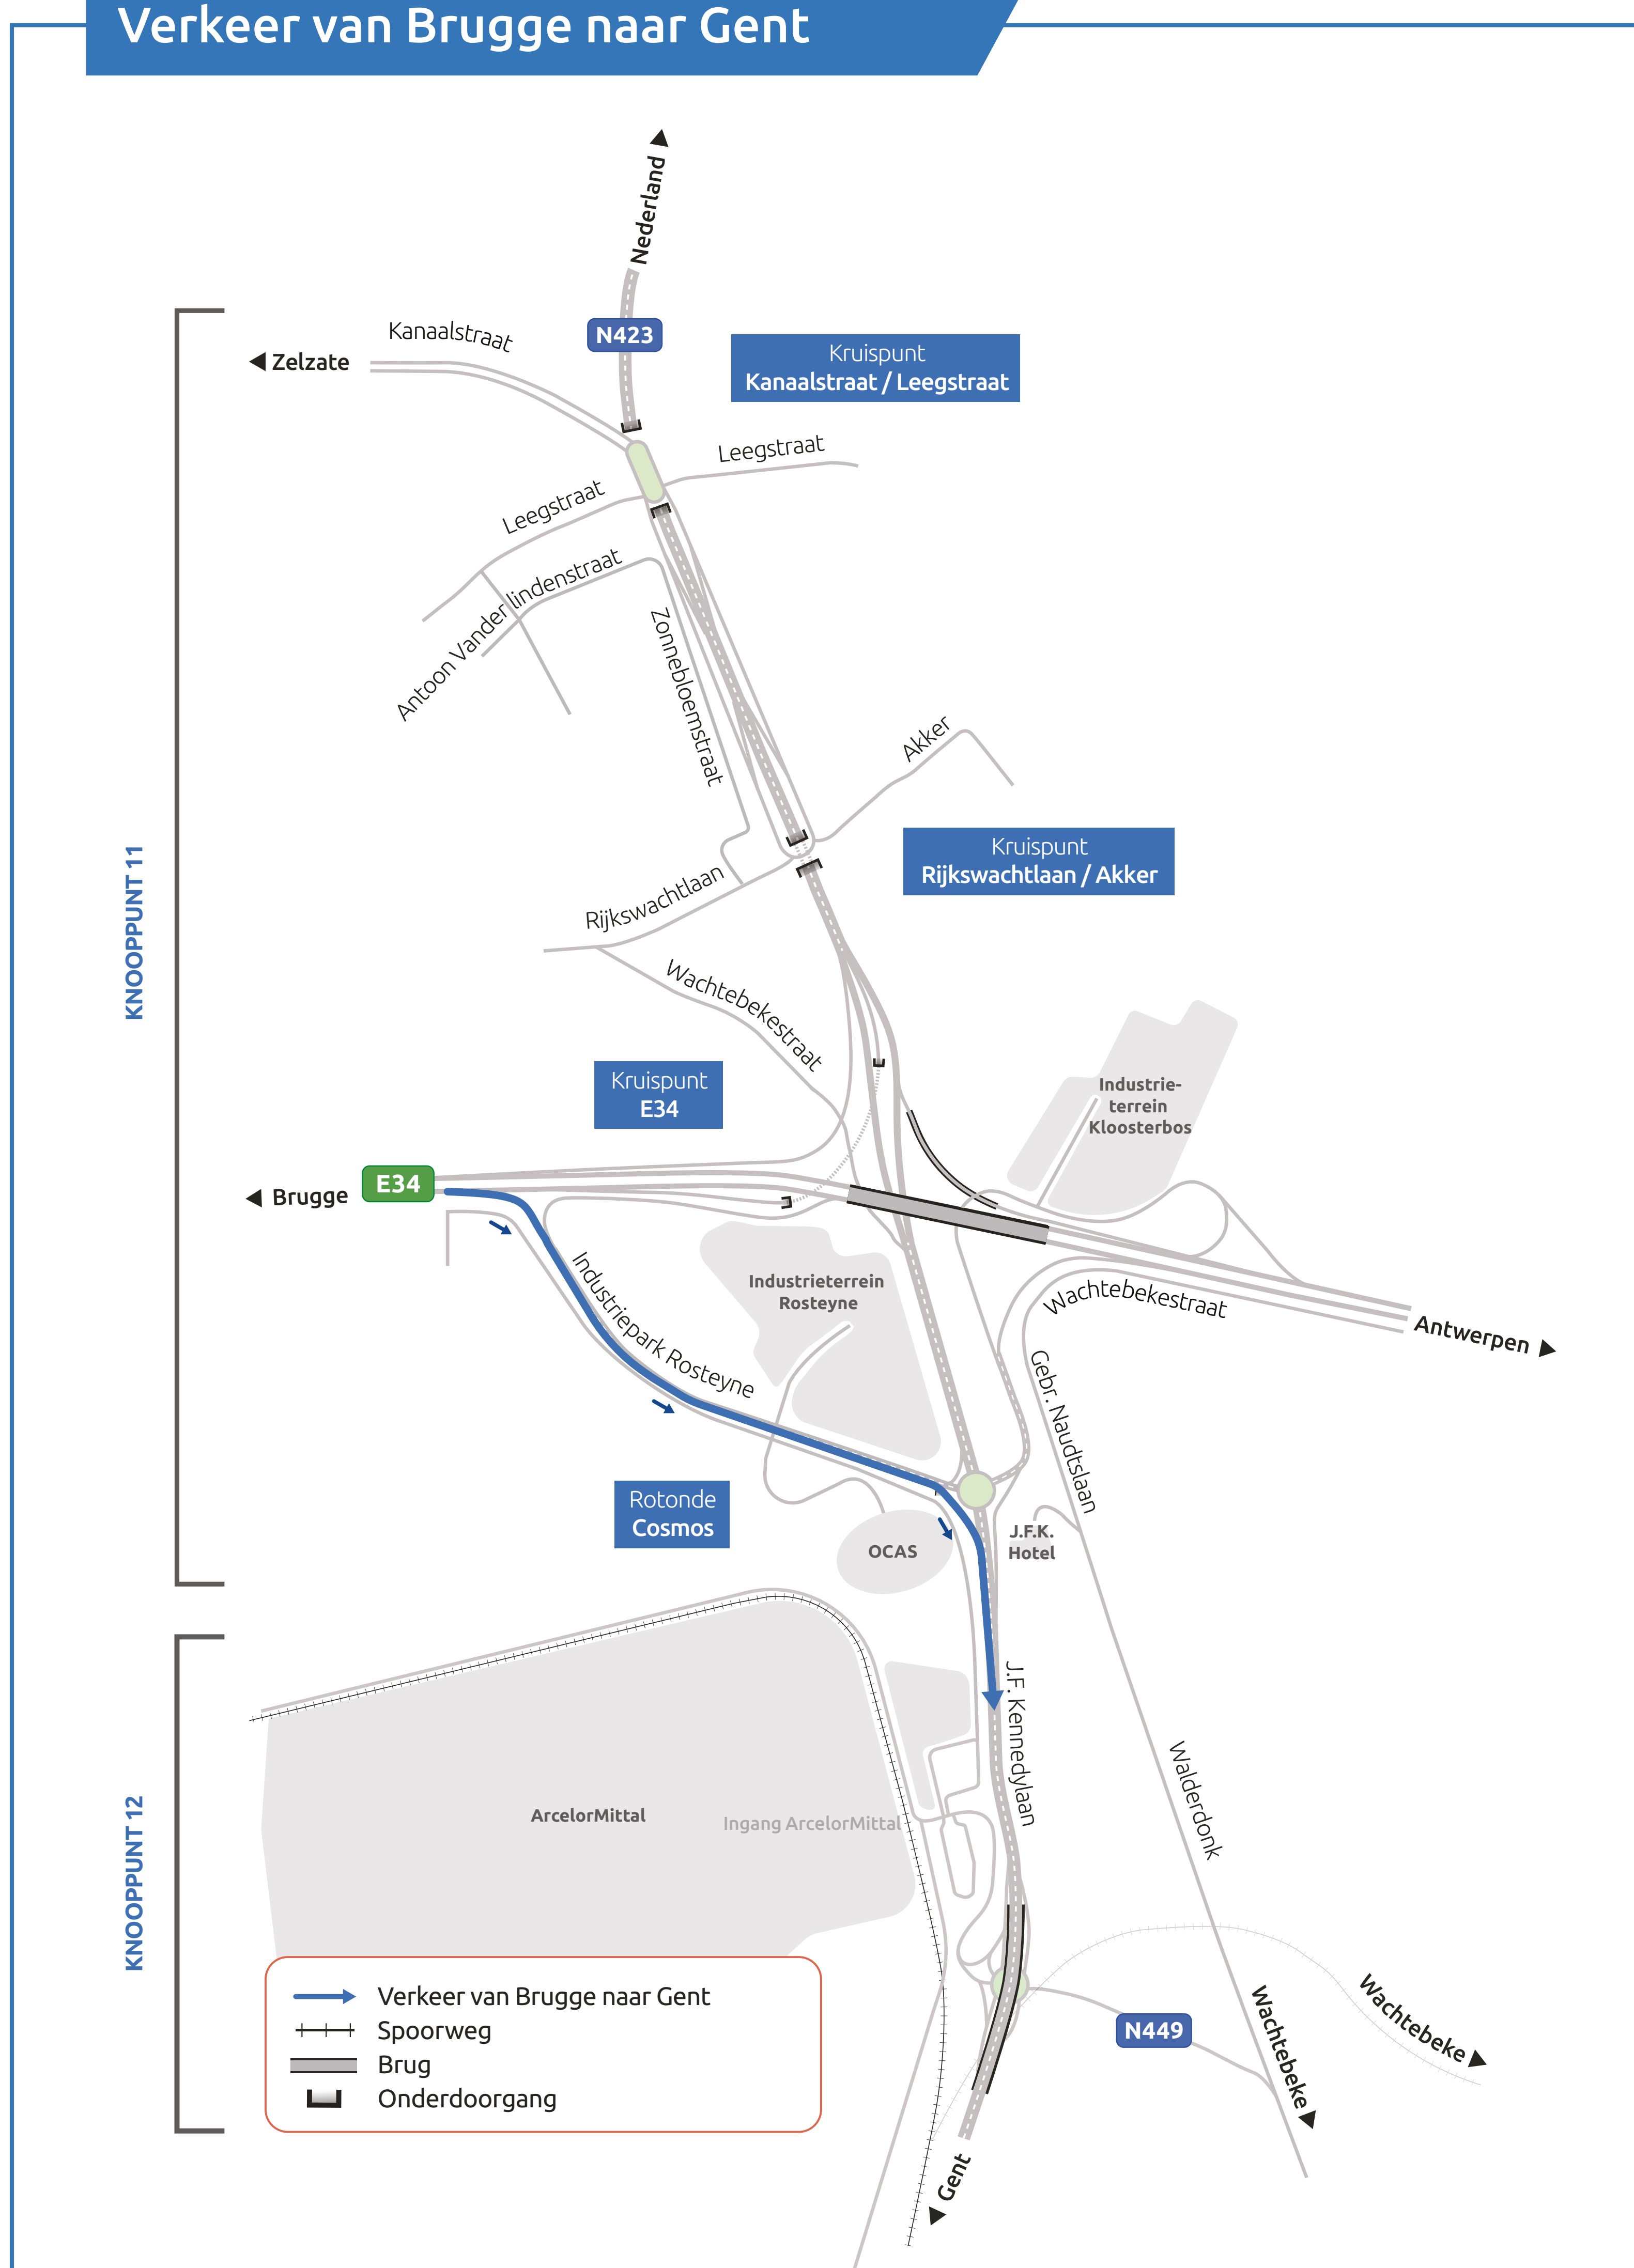 Verkeer van Brugge naar Gent
Nederland
N423
Kanaalstraat
Zelzate
Kruispunt
Kanaalstraat / Leegstraat
Leegstraat
Leegstraat
Antoon Vander lindenstraat
Zonnebloemstraat
Akker
Kruispunt
Rijkswachtlaan / Akker
KNOOPPUNT 11
Rijkswachtlaan
Wachtebekestraat
Kruispunt
E34
Industrie-
terrein
Kloosterbos
E34
Brugge
Industrieterrein
Rosteyne
Industriepark Rosteyne
Wachtebekestraat
Antwerpen
Gebr. Naudtslaan
Rotonde
Cosmos
OCAS
J.F.K.
Hotel
J.F. Kennedylaan
Walderdonk
KNOOPPUNT 12
ArcelorMittal
Ingang ArcelorMittal
N449
Wachtebeke
Wachtebeke
Gent
Verkeer van Brugge naar Gent
Spoorweg
Brug
Onderdoorgang